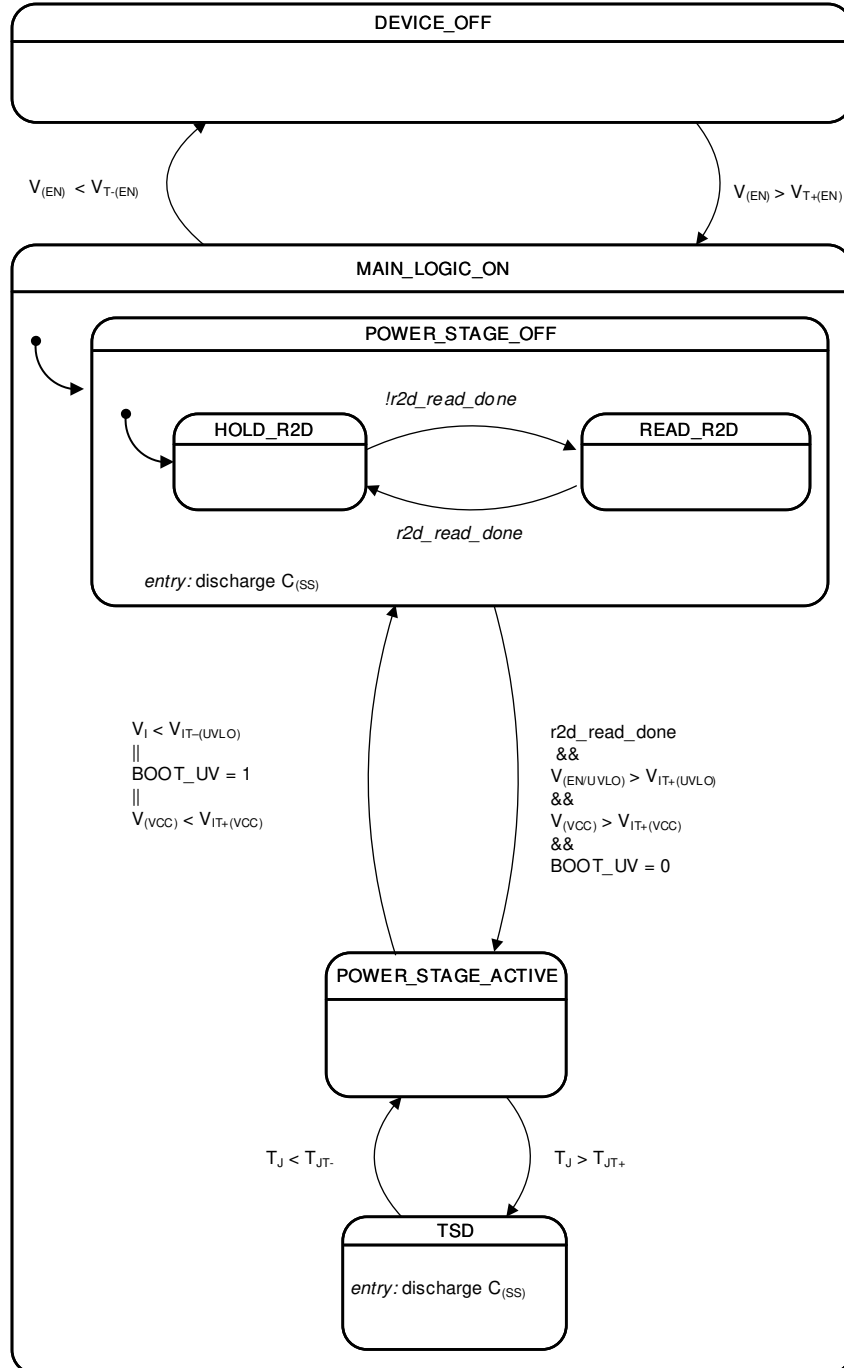 DEVICE_OFF
V(EN) < VT-(EN)
V(EN) > VT+(EN)
MAIN_LOGIC_ON
POWER_STAGE_OFF
!r2d_read_done
HOLD_R2D
READ_R2D
r2d_read_done
entry: discharge C(SS)
VI < VIT–(UVLO)
||
BOOT_UV = 1
||
V(VCC) < VIT+(VCC)
r2d_read_done
&&
V(EN/UVLO) > VIT+(UVLO)
&&
V(VCC) > VIT+(VCC)
&&
BOOT_UV = 0
POWER_STAGE_ACTIVE
TJ < TJT-
TJ > TJT+
TSD
entry: discharge C(SS)